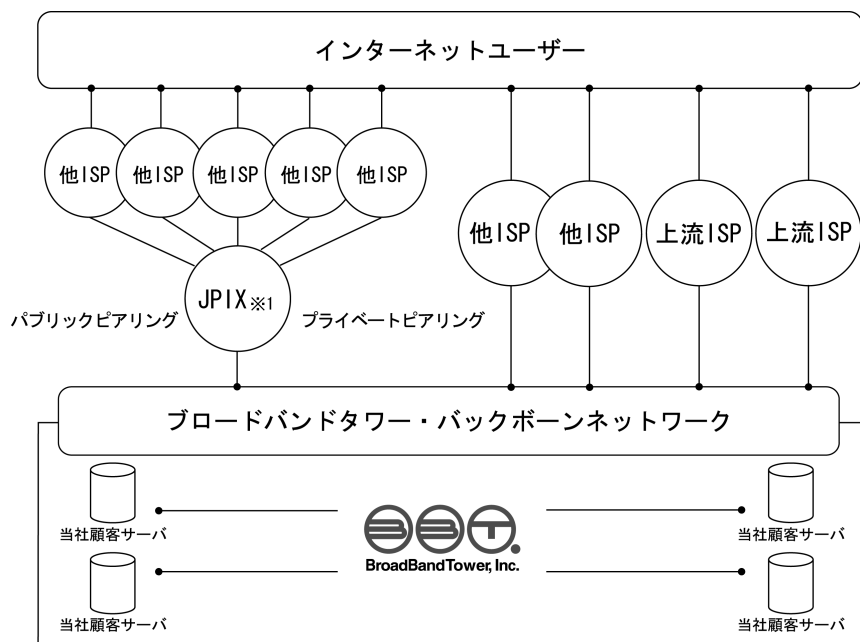 インターネットユーザー
他ISP 他ISP 他ISP 他ISP 他ISP
他ISP 他ISP 上流ISP 上流ISP
JPIX※1
パブリックピアリング プライベートピアリング
ブロードバンドタワー・バックボーンネットワーク
BBT.
BroadBandTower, Inc.
当社顧客サーバ 当社顧客サーバ
当社顧客サーバ 当社顧客サーバ